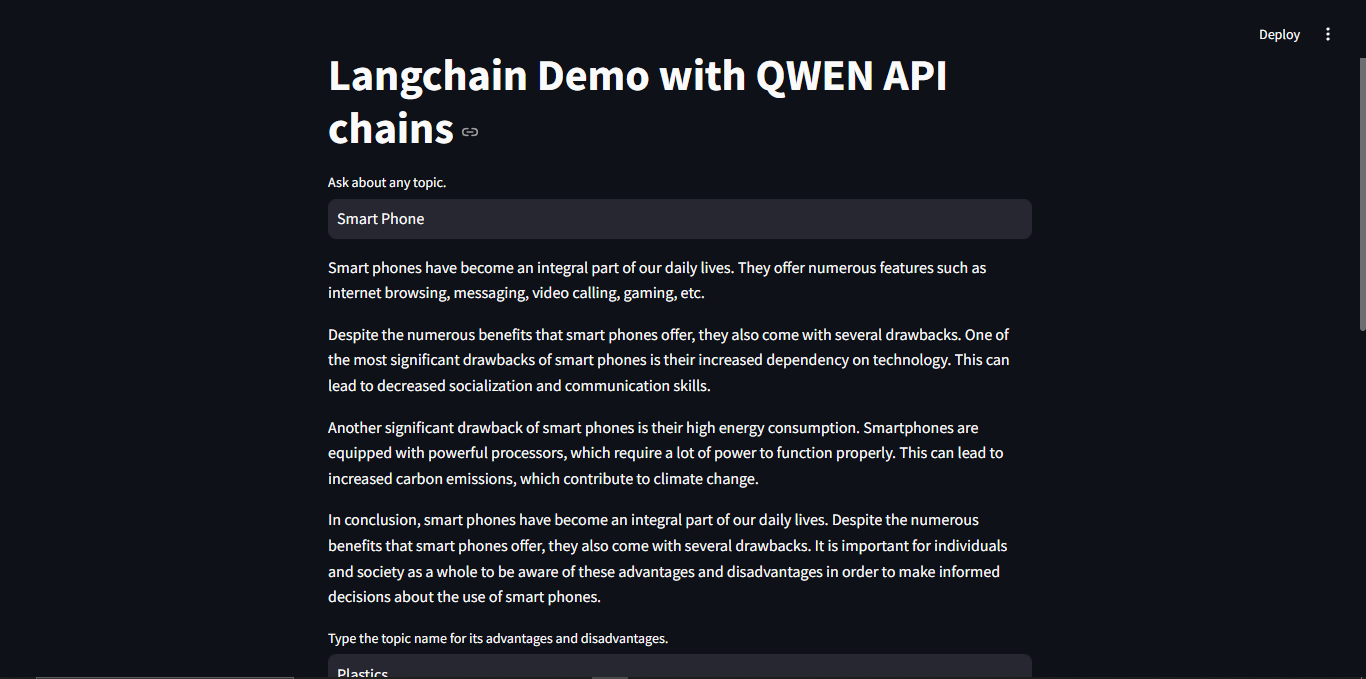 Deploy
Langchain Demo with QWEN API
chains
Ask about any topic.
Smart Phone
Smart phones have become an integral part of our daily lives. They offer numerous features such as
internet browsing, messaging, video calling, gaming, etc.
Despite the numerous benefits that smart phones offer, they also come with several drawbacks. One of
the most significant drawbacks of smart phones is their increased dependency on technology. This can
lead to decreased socialization and communication skills.
Another significant drawback of smart phones is their high energy consumption. Smartphones are
equipped with powerful processors, which require a lot of power to function properly. This can lead to
increased carbon emissions, which contribute to climate change.
In conclusion, smart phones have become an integral part of our daily lives. Despite the numerous
benefits that smart phones offer, they also come with several drawbacks. It is important for individuals
and society as a whole to be aware of these advantages and disadvantages in order to make informed
decisions about the use of smart phones.
Type the topic name for its advantages and disadvantages.
Plastics